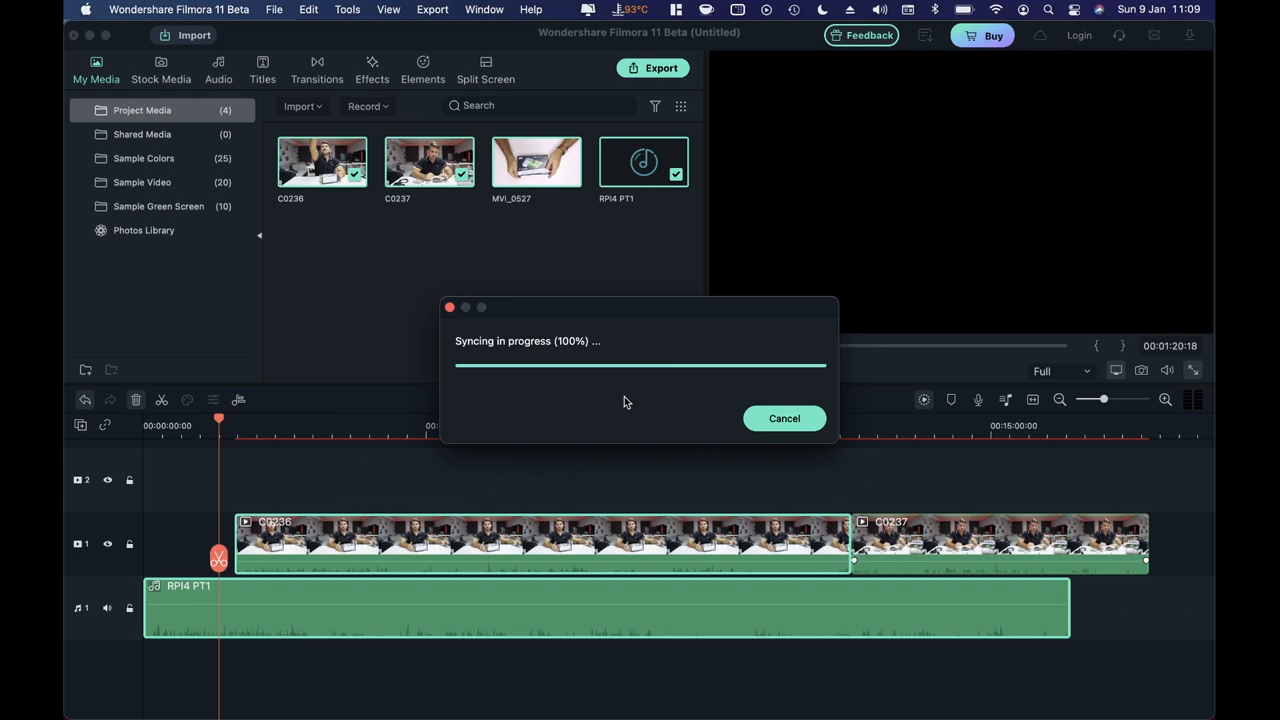 Wondershare Filmora 11 Beta File Edit Tools View Export Window Help 93°C Sun 9 Jan 11:09
Import Wondershare Filmora 11 Beta (Untitled) Feedback Buy Login
My Media Stock Media Audio Titles Transitions Effects Elements Split Screen Export
Project Media (4) Import Record Search
Shared Media (0)
Sample Colors (25)
Sample Video (20)
Sample Green Screen (10)
Photos Library
C0236 C0237 MVI_0527 RPI4 PT1
Syncing in progress (100%) ...
Cancel
{ } 00:01:20:18
Full
00:00:00:00 00: 00:15:00:00
2
1 C0236 C0237
1 RPI4 PT1